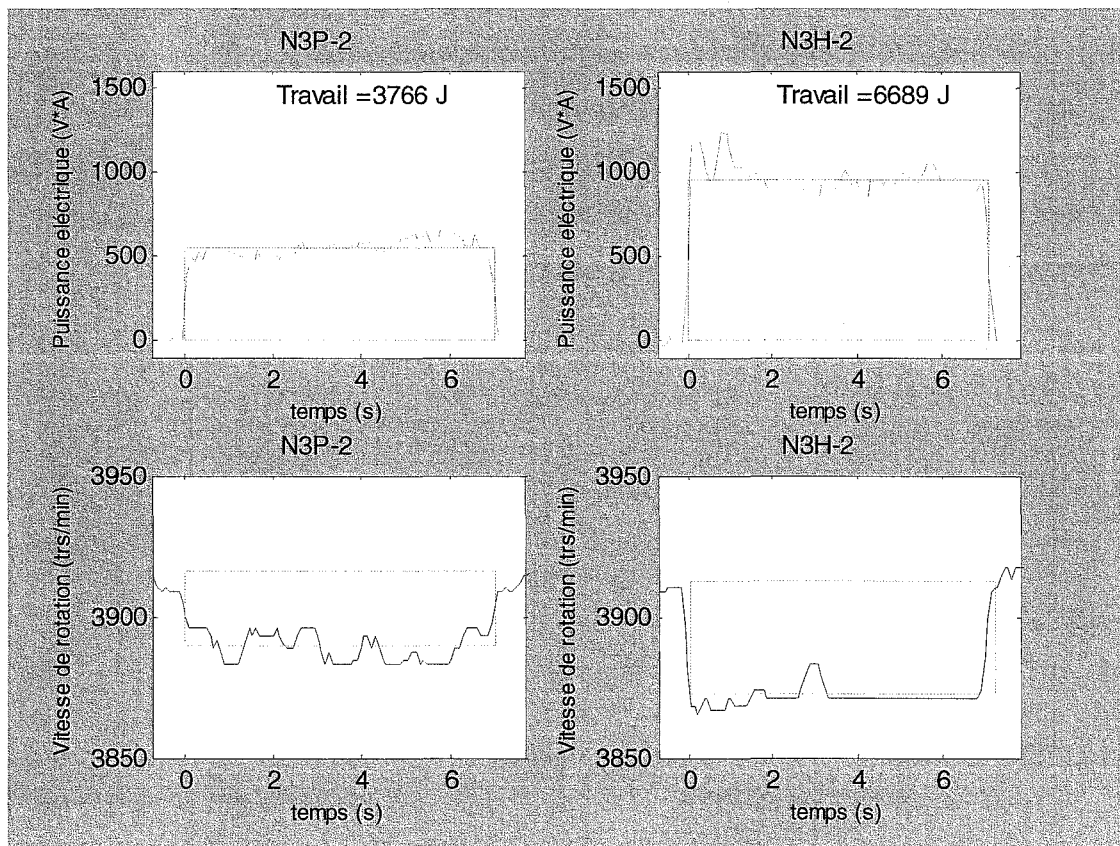 N3P-2
Puissance eléctrique (V*A)
1500
1000
500
0
Travail =3766 J
0
2
4
6
temps (s)
N3H-2
Puissance eléctrique (V*A)
1500
1000
500
0
Travail =6689 J
0
2
4
6
temps (s)
N3P-2
Vitesse de rotation (trs/min)
3950
3900
3850
0
2
4
6
temps (s)
N3H-2
Vitesse de rotation (trs/min)
3950
3900
3850
0
2
4
6
temps (s)